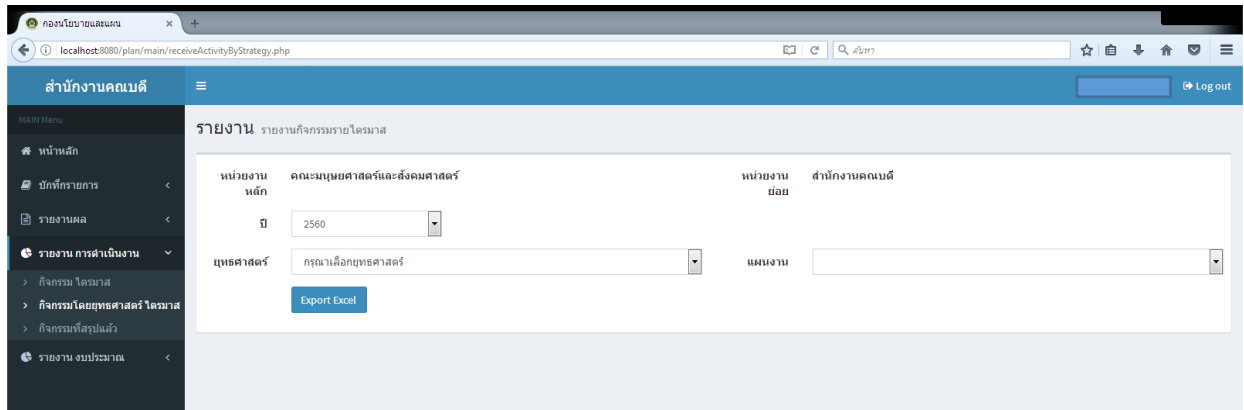 กองนโยบายและแผน
localhost:8080/plan/main/receiveActivityByStrategy.php
ค้นหา
สำนักงานคณบดี
Log out
MAIN Menu
รายงาน รายงานกิจกรรมรายไตรมาส
หน้าหลัก
บักทึกรายการ
รายงานผล
รายงาน การดำเนินงาน
กิจกรรม ไตรมาส
กิจกรรมโดยยุทธศาสตร์ ไตรมาส
กิจกรรมที่สรุปแล้ว
รายงาน งบประมาณ
หน่วยงาน
หลัก
คณะมนุษยศาสตร์และสังคมศาสตร์
หน่วยงาน
ย่อย
สำนักงานคณบดี
ปี
2560
ยุทธศาสตร์
กรุณาเลือกยุทธศาสตร์
แผนงาน
Export Excel